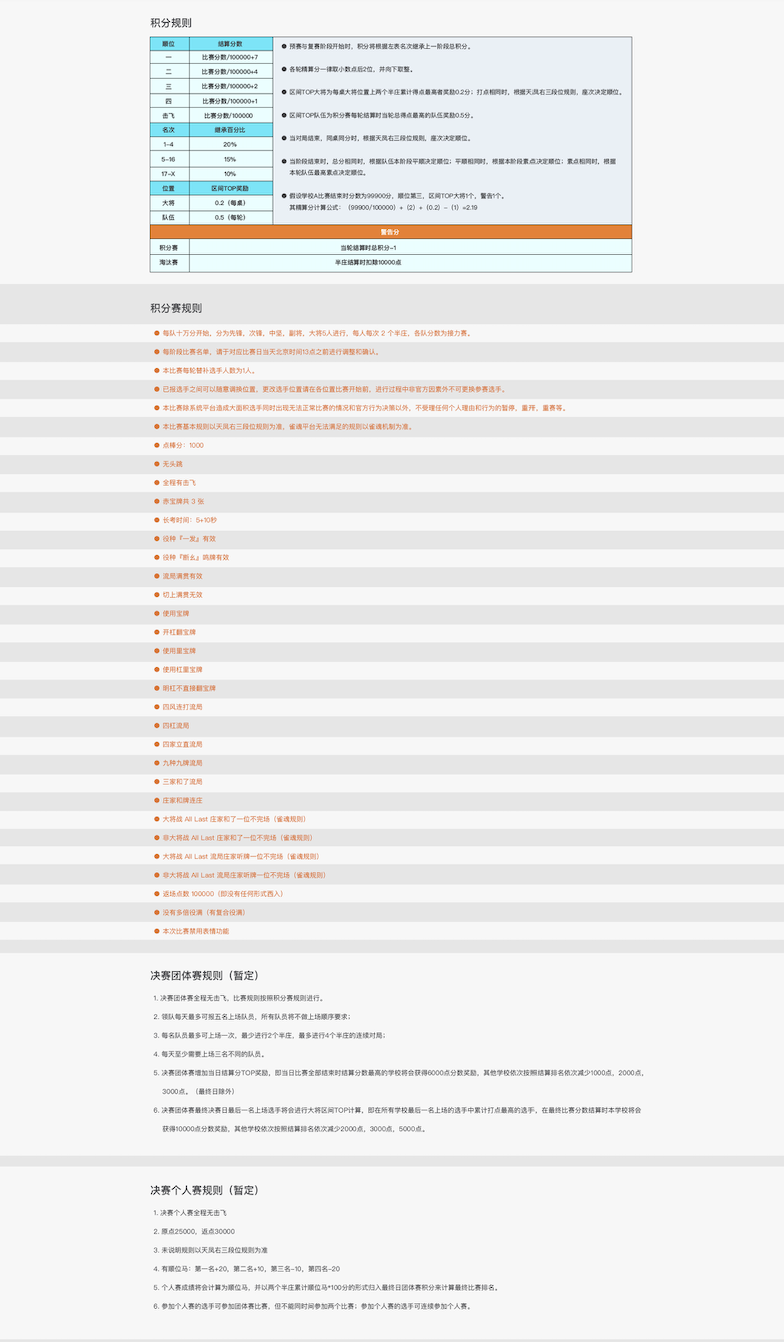 积分规则
顺位 结算分数
一 比赛分数/100000+7
二 比赛分数/100000+4
三 比赛分数/100000+2
四 比赛分数/100000+1
击飞 比赛分数/100000
名次 继承百分比
1-4 20%
5-16 15%
17-X 10%
位置 区间TOP奖励
大将 0.2（每桌）
队伍 0.5（每轮）
预赛与复赛阶段开始时，积分将根据左表名次继承上一阶段总积分。
各轮精算分一律取小数点后2位，并向下取整。
区间TOP大将为每桌大将位置上两个半庄累计得点最高者奖励0.2分；打点相同时，根据天凤右三段位规则，座次决定顺位。
区间TOP队伍为积分赛每轮结算时当轮总得点最高的队伍奖励0.5分。
当对局结束，同桌同分时，根据天凤右三段位规则，座次决定顺位。
当阶段结束时，总分相同时，根据队伍本阶段平顺决定顺位；平顺相同时，根据本阶段素点决定顺位；素点相同时，根据
本轮队伍最高素点决定顺位。
假设学校A比赛结束时分数为99900分，顺位第三，区间TOP大将1个，警告1个。
其精算分计算公式：（99900/100000）+（2）+（0.2）-（1）=2.19
警告分
积分赛 当轮结算时总积分-1
淘汰赛 半庄结算时扣除10000点
积分赛规则
每队十万分开始，分为先锋、次锋、中坚、副将、大将5人进行，每人每次 2 个半庄，各队分数为接力赛。
每阶段比赛名单，请于对应比赛日当天北京时间13点之前进行调整和确认。
本比赛每轮替补选手人数为1人。
已报选手之间可以随意调换位置，更改选手位置请在各位置比赛开始前，进行过程中非官方因素外不可更换参赛选手。
本比赛除系统平台造成大面积选手同时出现无法正常比赛的情况和官方行为决策以外，不受理任何个人理由和行为的暂停，重开，重赛等。
本比赛基本规则以天凤右三段位规则为准，雀魂平台无法满足的规则以雀魂机制为准。
点棒分：1000
无头跳
全程有击飞
赤宝牌共 3 张
长考时间：5+10秒
役种『一发』有效
役种『断幺』鸣牌有效
流局满贯有效
切上满贯无效
使用宝牌
开杠翻宝牌
使用里宝牌
使用杠里宝牌
明杠不直接翻宝牌
四风连打流局
四杠流局
四家立直流局
九种九牌流局
三家和了流局
庄家和牌连庄
大将战 All Last 庄家和了一位不完场（雀魂规则）
非大将战 All Last 庄家和了一位不完场（雀魂规则）
大将战 All Last 流局庄家听牌一位不完场（雀魂规则）
非大将战 All Last 流局庄家听牌一位不完场（雀魂规则）
返场点数 100000（即没有任何形式西入）
没有多倍役满（有复合役满）
本次比赛禁用表情功能
决赛团体赛规则（暂定）
1. 决赛团体赛全程无击飞，比赛规则按照积分赛规则进行。
2. 领队每天最多可报五名上场队员，所有队员将不做上场顺序要求；
3. 每名队员最多可上场一次，最少进行2个半庄，最多进行4个半庄的连续对局；
4. 每天至少需要上场三名不同的队员。
5. 决赛团体赛增加当日结算分TOP奖励，即当日比赛全部结束时结算分数最高的学校将会获得6000点分数奖励，其他学校依次按照结算排名依次减少1000点，2000点，
3000点。（最终日除外）
6. 决赛团体赛最终决赛日最后一名上场选手将会进行大将区间TOP计算，即在所有学校最后一名上场的选手中累计打点最高的选手，在最终比赛分数结算时本学校将会
获得10000点分数奖励，其他学校依次按照结算排名依次减少2000点，3000点，5000点。
决赛个人赛规则（暂定）
1. 决赛个人赛全程无击飞
2. 原点25000，返点30000
3. 未说明规则以天凤右三段位规则为准
4. 有顺位马：第一名+20，第二名+10，第三名-10，第四名-20
5. 个人赛成绩将会计算为顺位马，并以两个半庄累计顺位马*100分的形式归入最终日团体赛积分来计算最终比赛排名。
6. 参加个人赛的选手可参加团体赛比赛，但不能同时间参加两个比赛；参加个人赛的选手可连续参加个人赛。